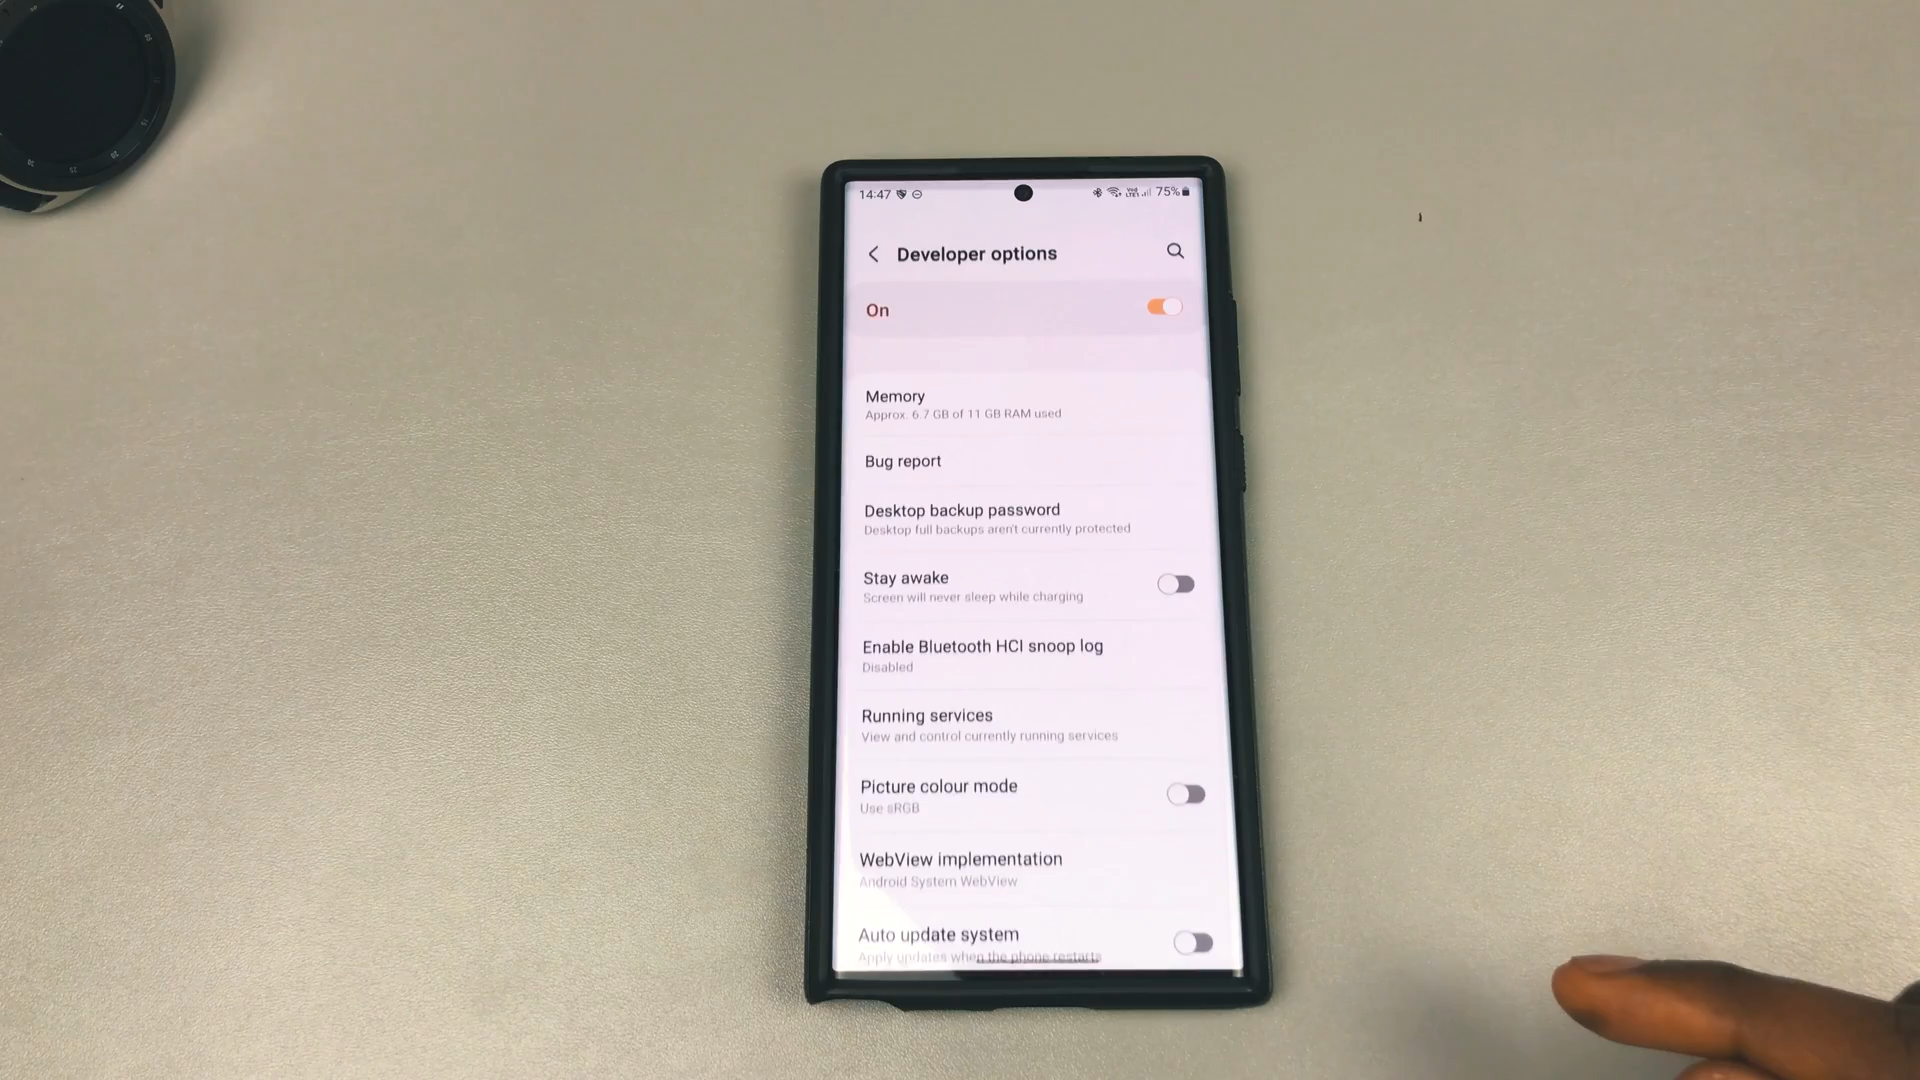 14:47 75%
Developer options
On
Memory
Approx. 6.7 GB of 11 GB RAM used
Bug report
Desktop backup password
Desktop full backups aren't currently protected
Stay awake
Screen will never sleep while charging
Enable Bluetooth HCI snoop log
Disabled
Running services
View and control currently running services
Picture colour mode
Use sRGB
WebView implementation
Android System WebView
Auto update system
Apply updates when the phone restarts